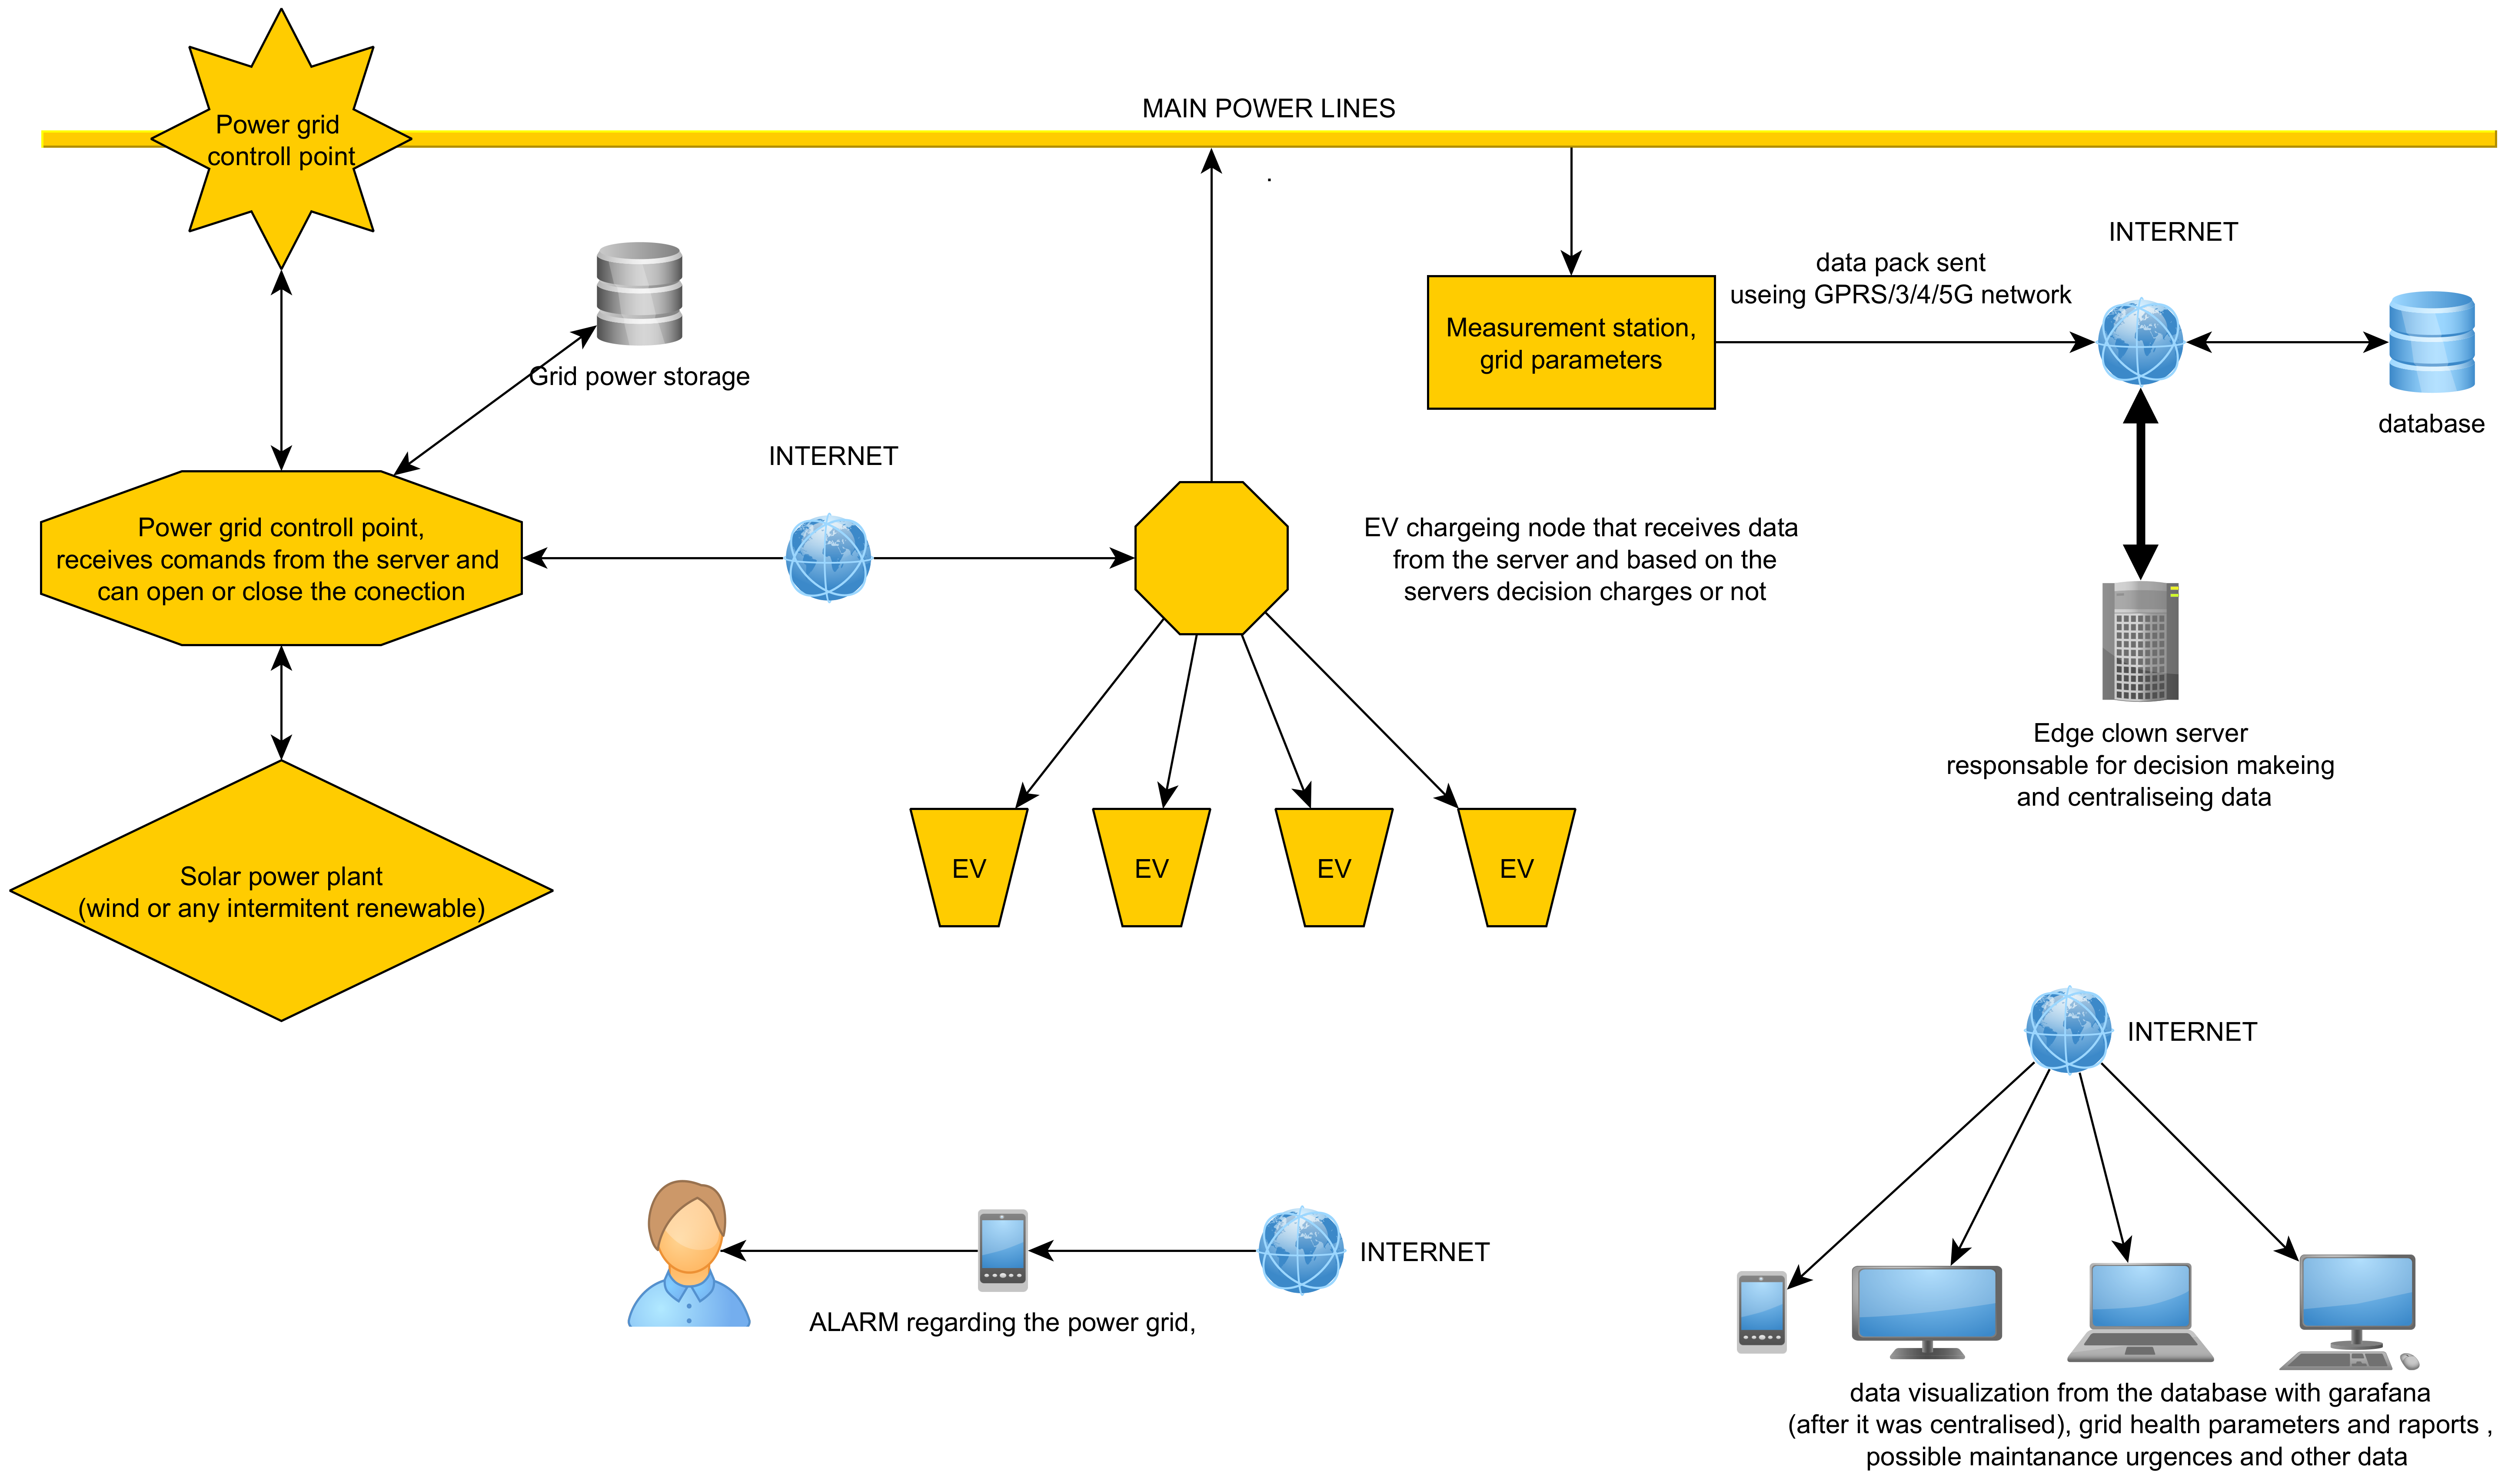 MAIN POWER LINES
Power grid
controll point
.
INTERNET
data pack sent
useing GPRS/3/4/5G network
Measurement station,
grid parameters
Grid power storage
database
INTERNET
Power grid controll point,
receives comands from the server and
can open or close the conection
EV chargeing node that receives data
from the server and based on the
servers decision charges or not
Edge clown server
responsable for decision makeing
and centraliseing data
Solar power plant
(wind or any intermitent renewable)
EV
EV
EV
EV
INTERNET
INTERNET
ALARM regarding the power grid,
data visualization from the database with garafana
(after it was centralised), grid health parameters and raports ,
possible maintanance urgences and other data